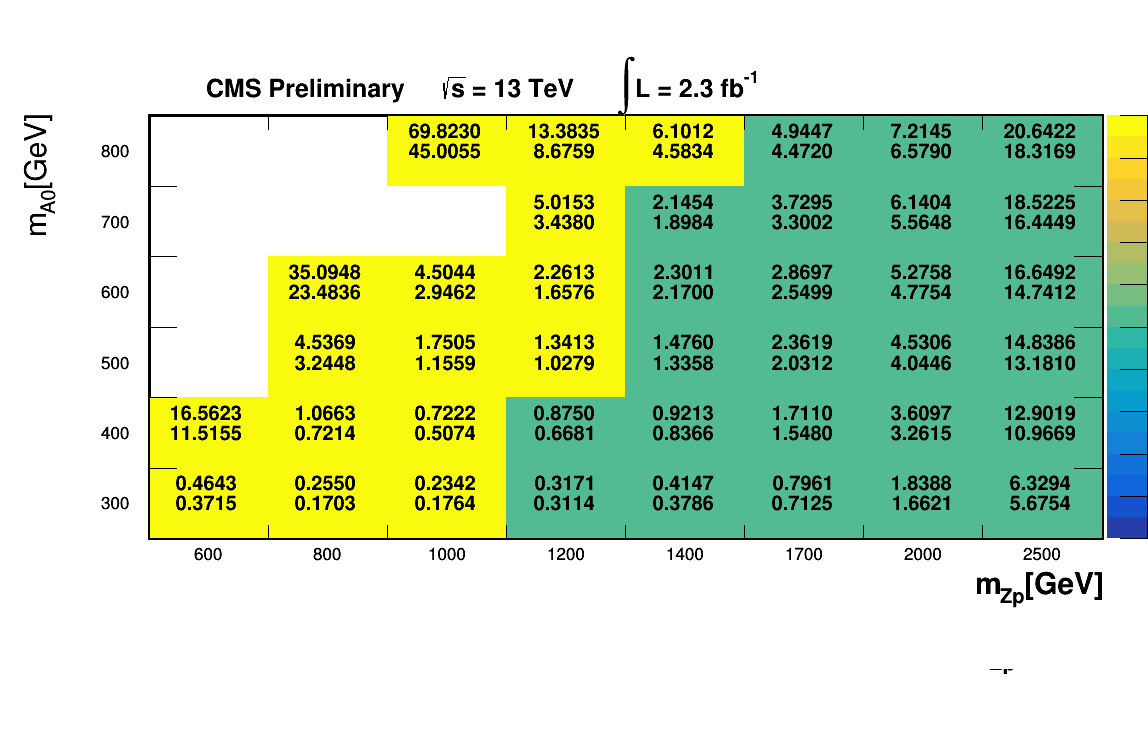 CMS Preliminary √s = 13 TeV ∫L = 2.3 fb-1
mA0[GeV]
800 69.8230 13.3835 6.1012 4.9447 7.2145 20.6422
45.0055 8.6759 4.5834 4.4720 6.5790 18.3169
700 5.0153 2.1454 3.7295 6.1404 18.5225
3.4380 1.8984 3.3002 5.5648 16.4449
600 35.0948 4.5044 2.2613 2.3011 2.8697 5.2758 16.6492
23.4836 2.9462 1.6576 2.1700 2.5499 4.7754 14.7412
500 4.5369 1.7505 1.3413 1.4760 2.3619 4.5306 14.8386
3.2448 1.1559 1.0279 1.3358 2.0312 4.0446 13.1810
400 16.5623 1.0663 0.7222 0.8750 0.9213 1.7110 3.6097 12.9019
11.5155 0.7214 0.5074 0.6681 0.8366 1.5480 3.2615 10.9669
300 0.4643 0.2550 0.2342 0.3171 0.4147 0.7961 1.8388 6.3294
0.3715 0.1703 0.1764 0.3114 0.3786 0.7125 1.6621 5.6754
600 800 1000 1200 1400 1700 2000 2500
mZp[GeV]